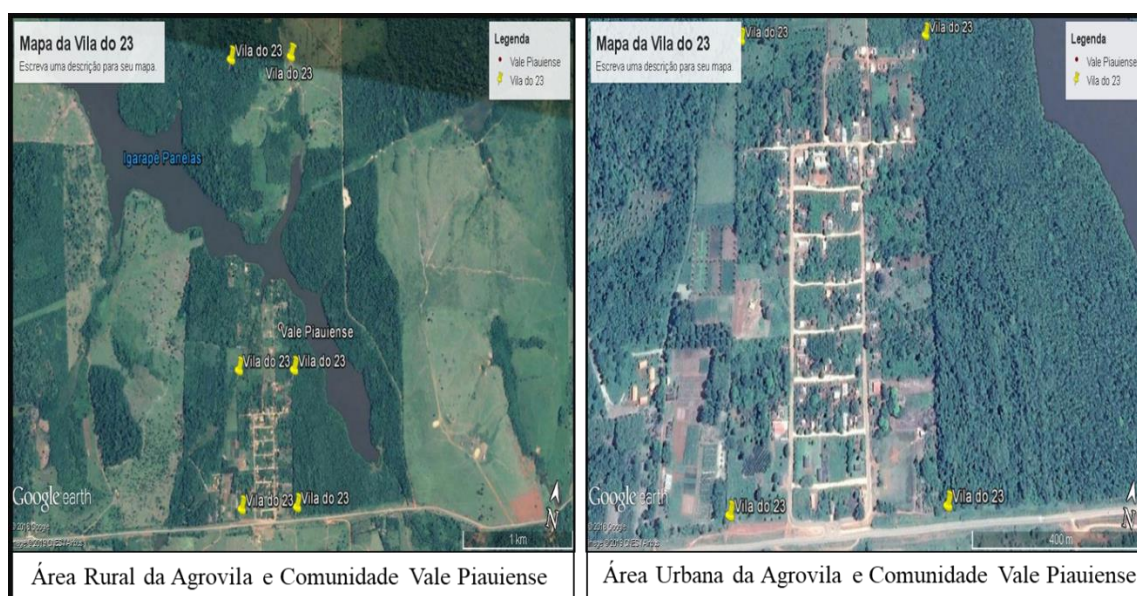 Mapa da Vila do 23
Escreva uma descrição para seu mapa.
Legenda
Vale Piauiense
Vila do 23
Vila do 23
Vila do 23
Igarapé Panelas
Vale Piauiense
Vila do 23
Vila do 23
Vila do 23
Vila do 23
Google earth
© 2018 Google
N
1 km
Área Rural da Agrovila e Comunidade Vale Piauiense
Mapa da Vila do 23
Escreva uma descrição para seu mapa.
Legenda
Vale Piauiense
Vila do 23
Vila do 23
Vila do 23
Vila do 23
Vila do 23
Google earth
N
400 m
Área Urbana da Agrovila e Comunidade Vale Piauiense